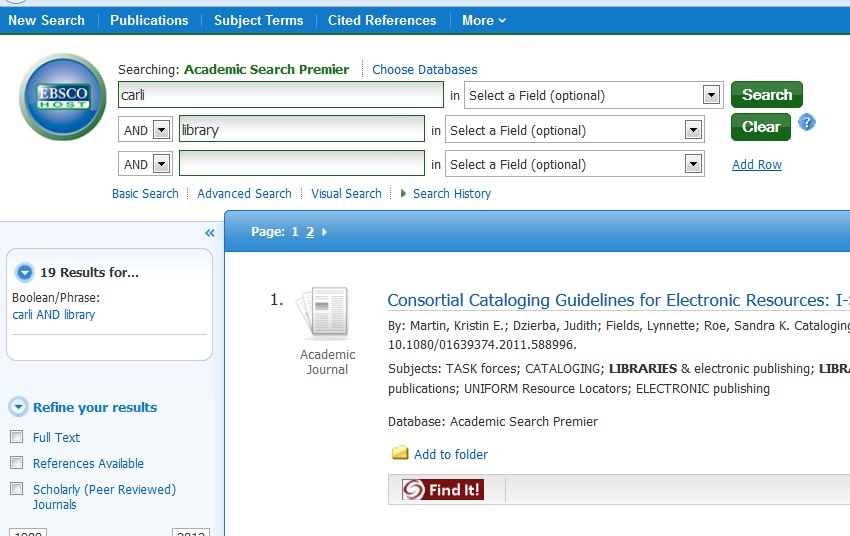 New Search Publications Subject Terms Cited References More
Searching: Academic Search Premier Choose Databases
EBSCO
HOST
carli in Select a Field (optional) Search
AND library in Select a Field (optional) Clear ?
AND in Select a Field (optional) Add Row
Basic Search Advanced Search Visual Search Search History
«
Page: 1 2
19 Results for...
Boolean/Phrase:
carli AND library
Refine your results
Full Text
References Available
Scholarly (Peer Reviewed)
Journals
1.
Academic
Journal
Consortial Cataloging Guidelines for Electronic Resources: I-
By: Martin, Kristin E.; Dzierba, Judith; Fields, Lynnette; Roe, Sandra K. Cataloging
10.1080/01639374.2011.588996.
Subjects: TASK forces; CATALOGING; LIBRARIES & electronic publishing; LIBRA
publications; UNIFORM Resource Locators; ELECTRONIC publishing
Database: Academic Search Premier
Add to folder
Find It!